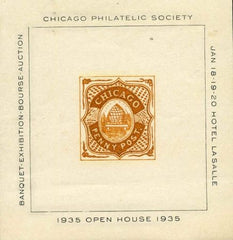 CHICAGO PHILATELIC SOCIETY
JAN 18-19-20 HOTEL LASALLE
1935 OPEN HOUSE 1935
BANQUET-EXHIBITION-BOURSE-AUCTION
CHICAGO
PENNY POST